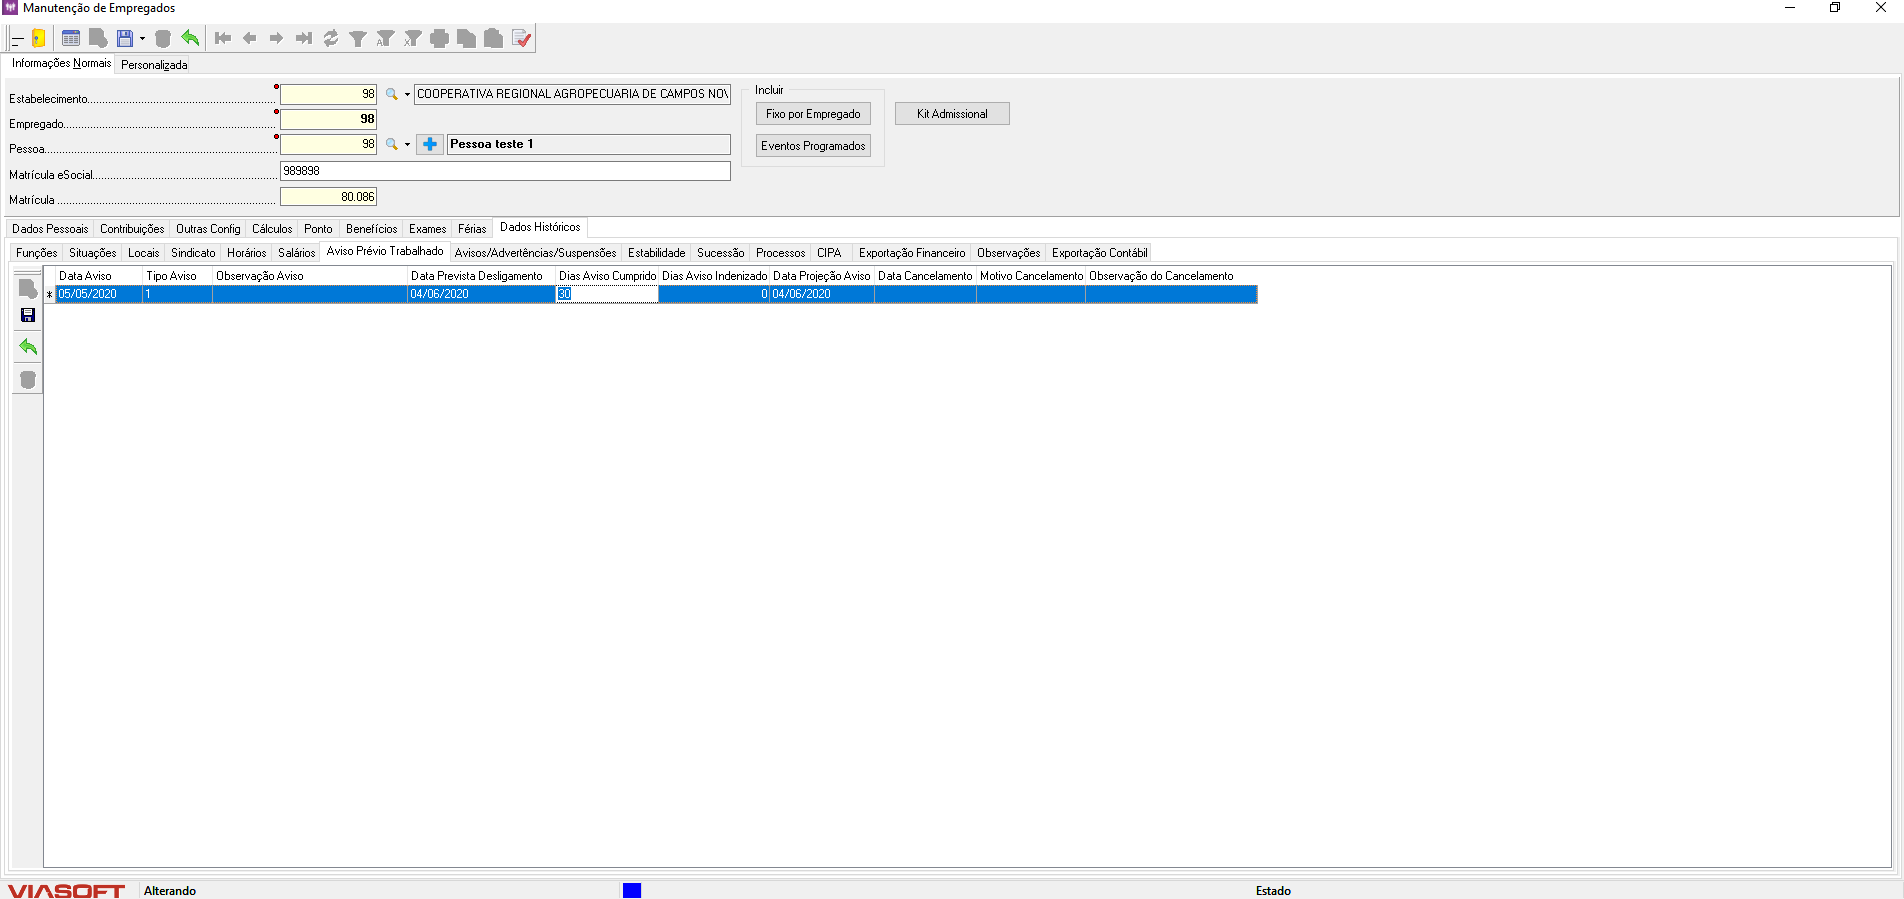 Manutenção de Empregados
Informações Normais Personalizada
Estabelecimento 98 COOPERATIVA REGIONAL AGROPECUARIA DE CAMPOS NOV
Empregado 98
Pessoa 98 Pessoa teste 1
Matrícula eSocial 989898
Matrícula 80.086
Incluir
Fixo por Empregado Kit Admissional
Eventos Programados
Dados Pessoais Contribuições Outras Config Cálculos Ponto Benefícios Exames Férias Dados Históricos
Funções Situações Locais Sindicato Horários Salários Aviso Prévio Trabalhado Avisos/Advertências/Suspensões Estabilidade Sucessão Processos CIPA Exportação Financeiro Observações Exportação Contábil
Data Aviso Tipo Aviso Observação Aviso Data Prevista Desligamento Dias Aviso Cumprido Dias Aviso Indenizado Data Projeção Aviso Data Cancelamento Motivo Cancelamento Observação do Cancelamento
* 05/05/2020 1 04/06/2020 30 0 04/06/2020
VIASOFT Alterando Estado